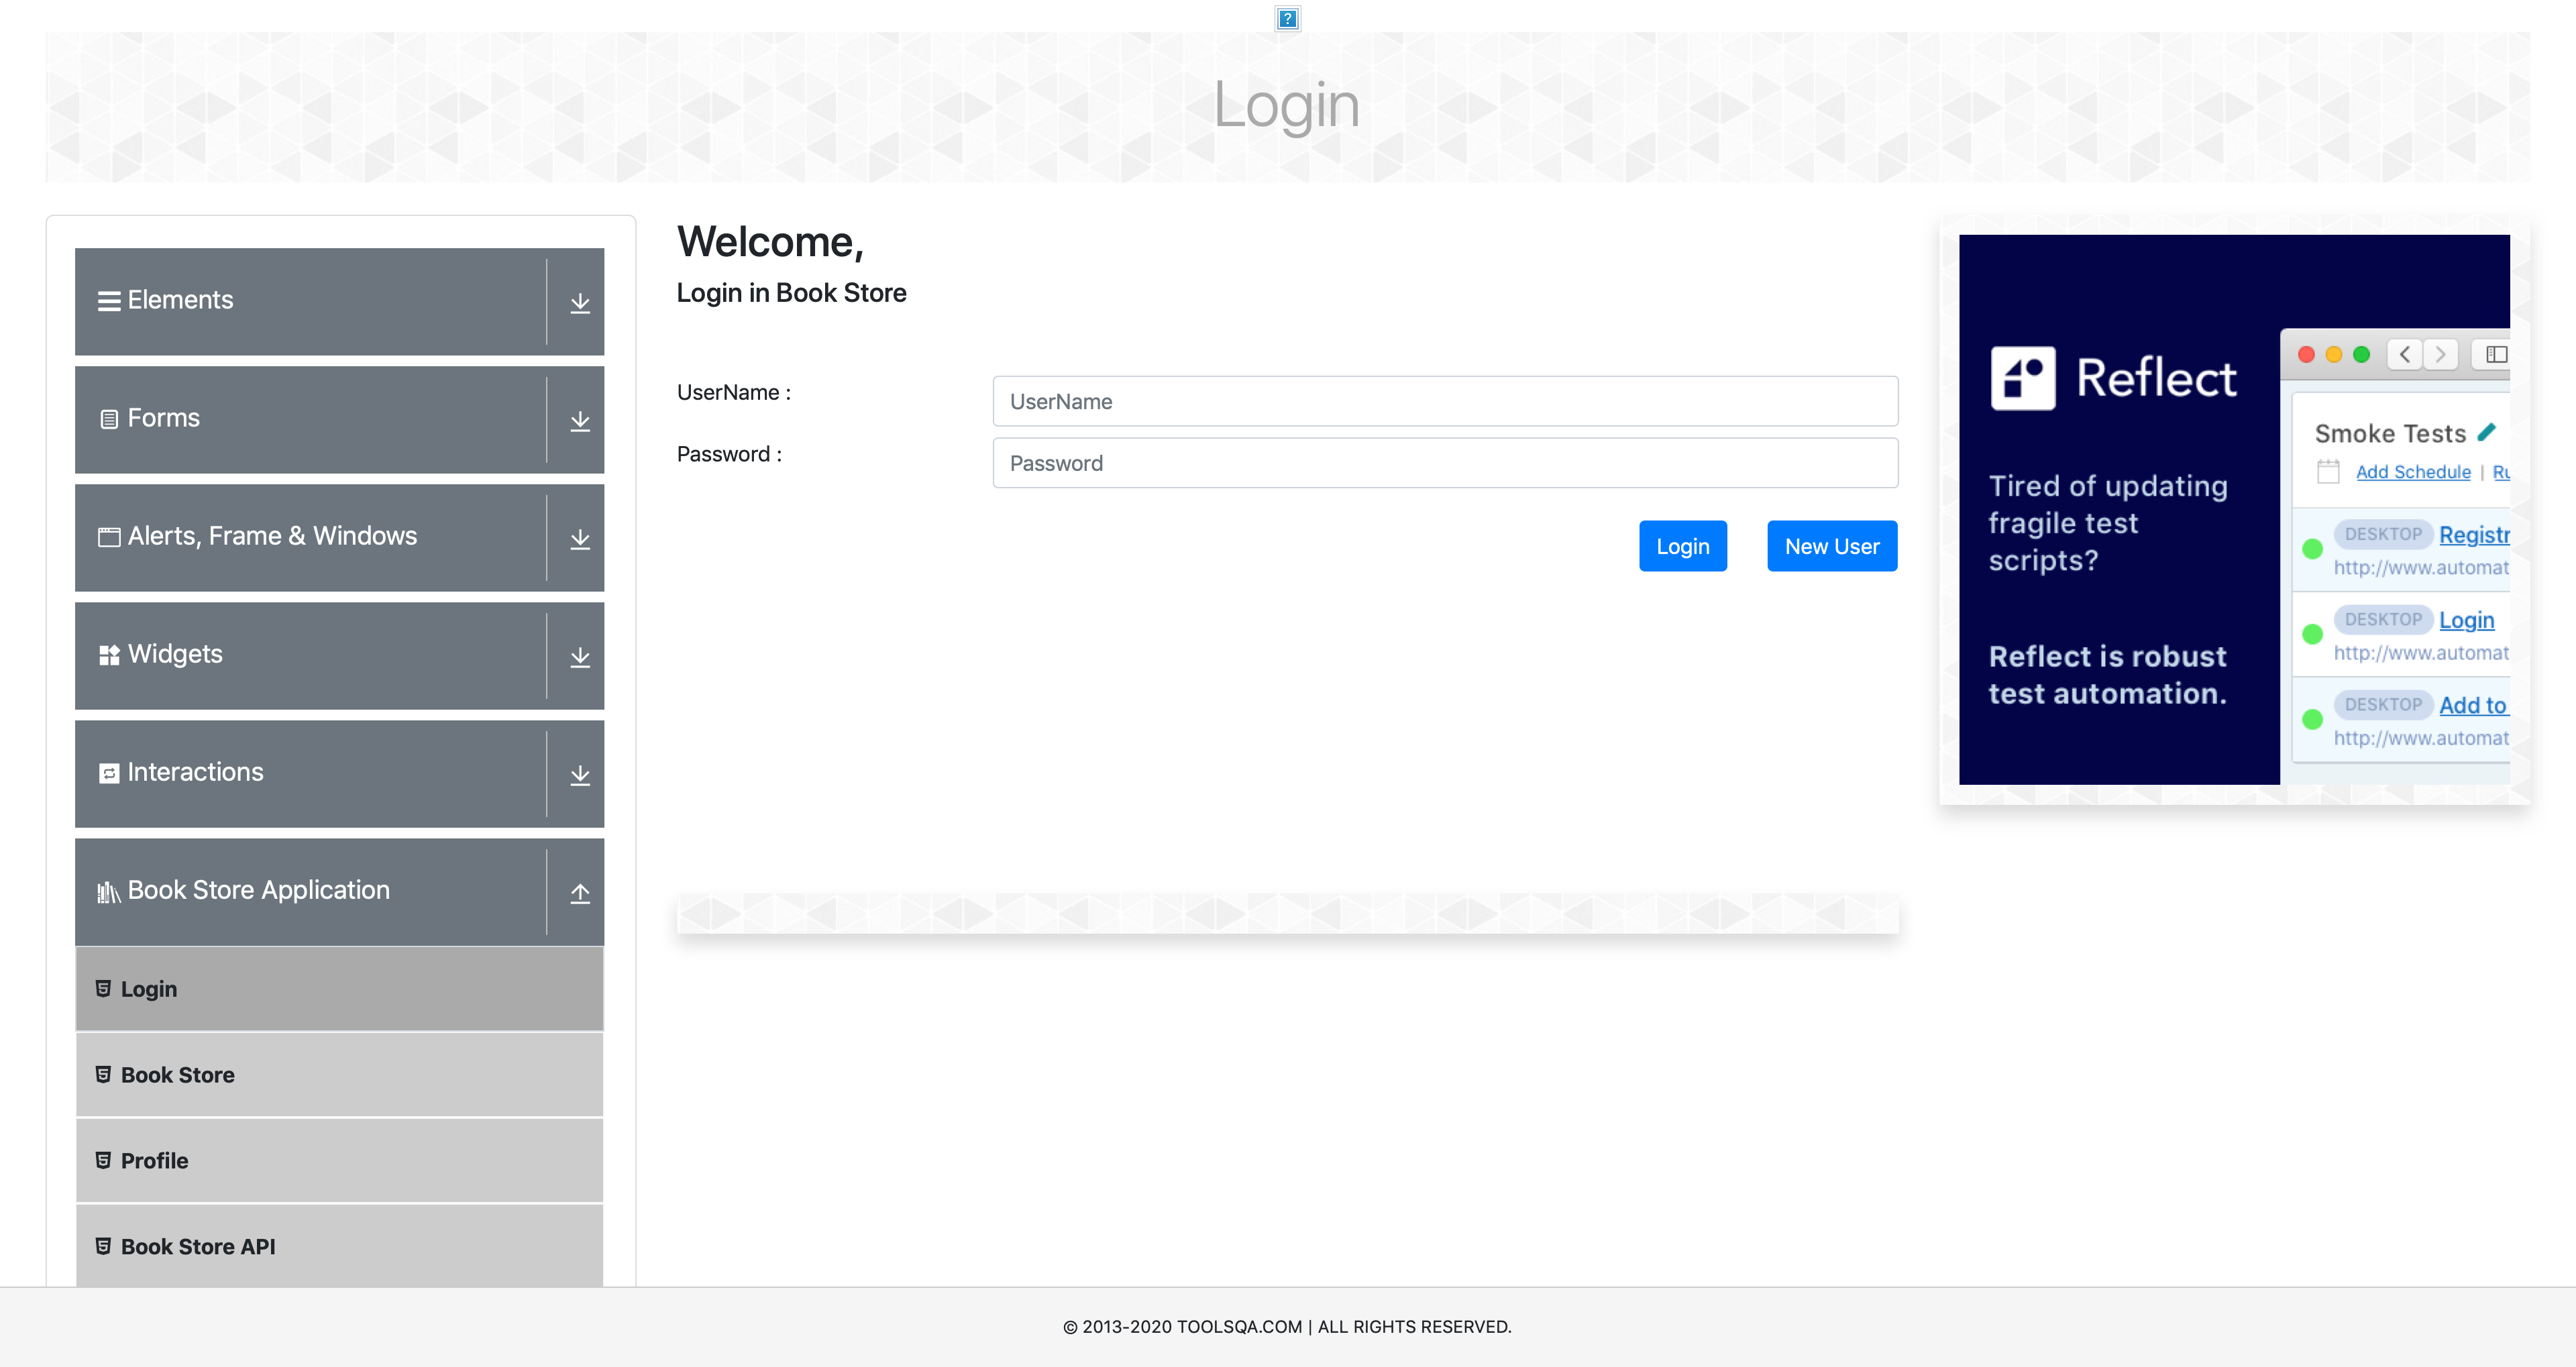 Login
Elements
Forms
Alerts, Frame & Windows
Widgets
Interactions
Book Store Application
Login
Book Store
Profile
Book Store API
Welcome,
Login in Book Store
UserName :
UserName
Password :
Password
Login
New User
Reflect
Tired of updating
fragile test
scripts?
Reflect is robust
test automation.
Smoke Tests
Add Schedule | Ru
DESKTOP Registr
http://www.automat
DESKTOP Login
http://www.automat
DESKTOP Add to
http://www.automat
© 2013-2020 TOOLSQA.COM | ALL RIGHTS RESERVED.